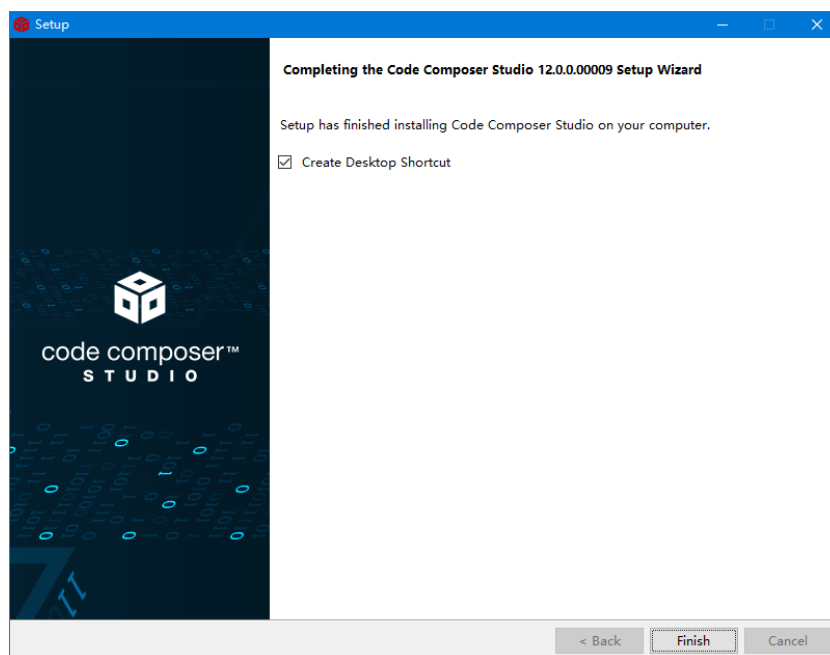 Setup
Completing the Code Composer Studio 12.0.0.00009 Setup Wizard
Setup has finished installing Code Composer Studio on your computer.
Create Desktop Shortcut
code composer™
STUDIO
< Back
Finish
Cancel